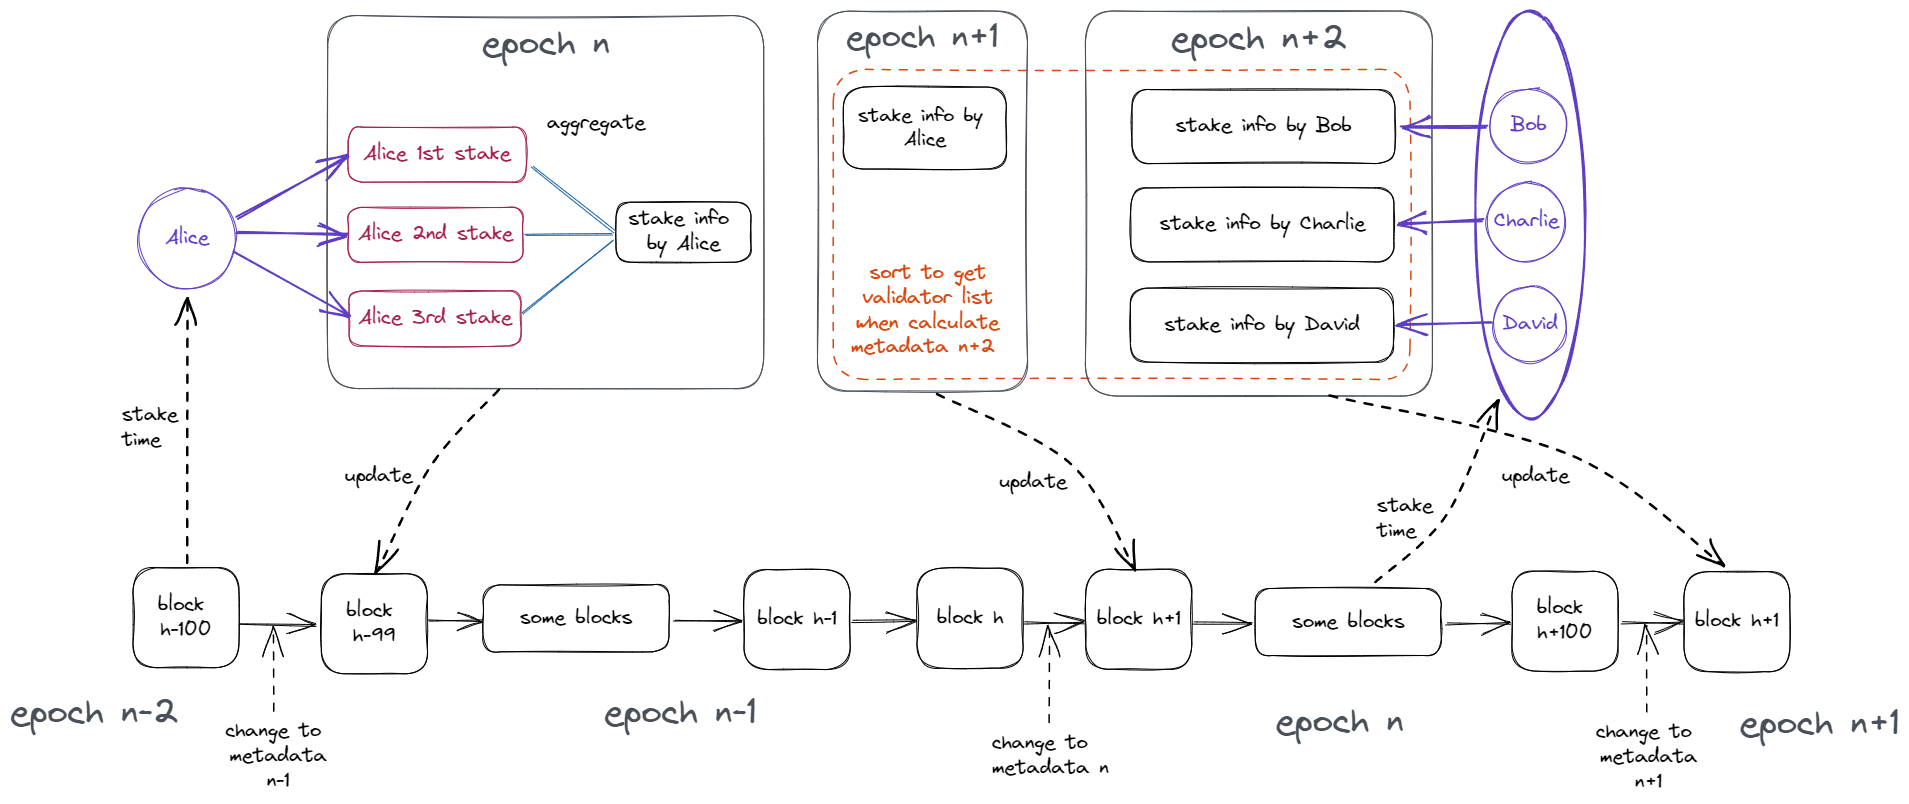 epoch n
epoch n+1
epoch n+2
aggregate
Alice
Alice 1st stake
Alice 2nd stake
Alice 3rd stake
stake info
by Alice
stake info by
Alice
sort to get
validator list
when calculate
metadata n+2
stake info by Bob
stake info by Charlie
stake info by David
Bob
Charlie
David
stake
time
update
update
stake
time
update
block
h-100
block
h-99
some blocks
block h-1
block h
block h+1
some blocks
block
h+100
block h+1
epoch n-2
change to
metadata
n-1
epoch n-1
change to
metadata n
epoch n
change to
metadata
n+1
epoch n+1